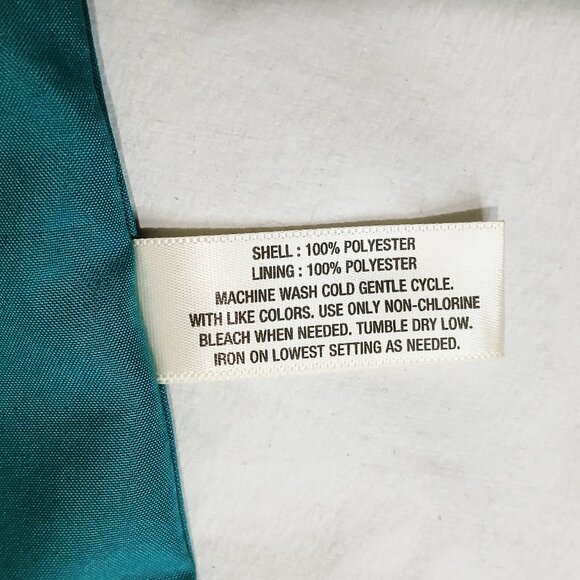 SHELL : 100% POLYESTER
LINING : 100% POLYESTER
MACHINE WASH COLD GENTLE CYCLE.
WITH LIKE COLORS. USE ONLY NON-CHLORINE
BLEACH WHEN NEEDED. TUMBLE DRY LOW.
IRON ON LOWEST SETTING AS NEEDED.